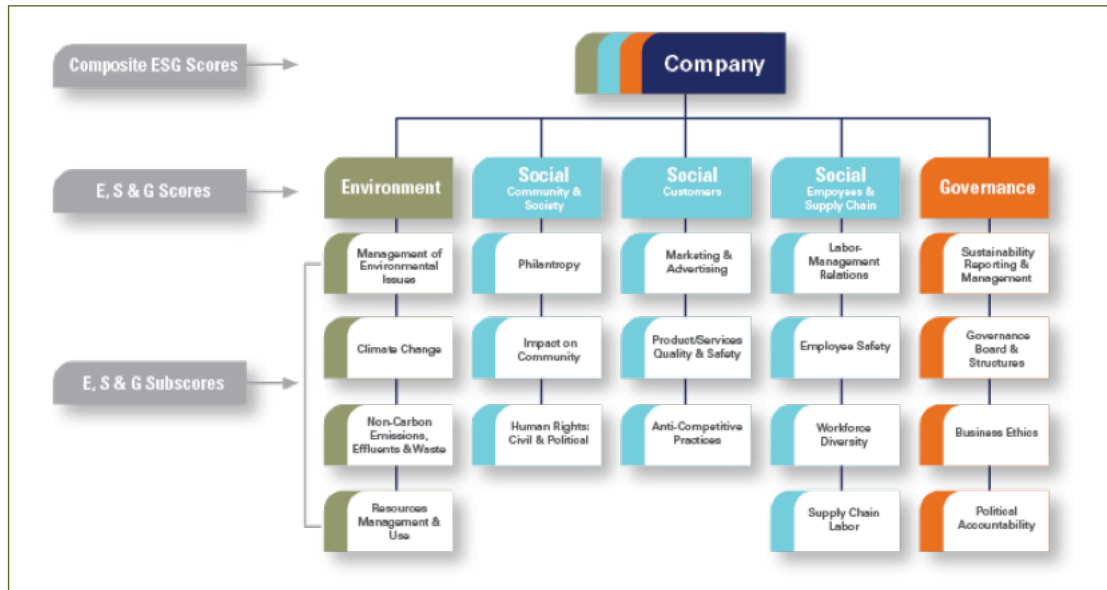 Composite ESG Scores
Company
E, S & G Scores
Environment
Social
Community &
Society
Social
Customers
Social
Empoyees &
Supply Chain
Governance
Management of
Environmental
Issues
Philantropy
Marketing &
Advertising
Labor-
Management
Relations
Sustainability
Reporting &
Management
E, S & G Subscores
Climate Change
Impact on
Community
Product/Services
Quality & Safety
Employee Safety
Governance
Board &
Structures
Non-Carbon
Emissions,
Effluents & Waste
Human Rights:
Civil & Political
Anti-Competitive
Practices
Workforce
Diversity
Business Ethics
Resources
Management &
Use
Supply Chain
Labor
Political
Accountability